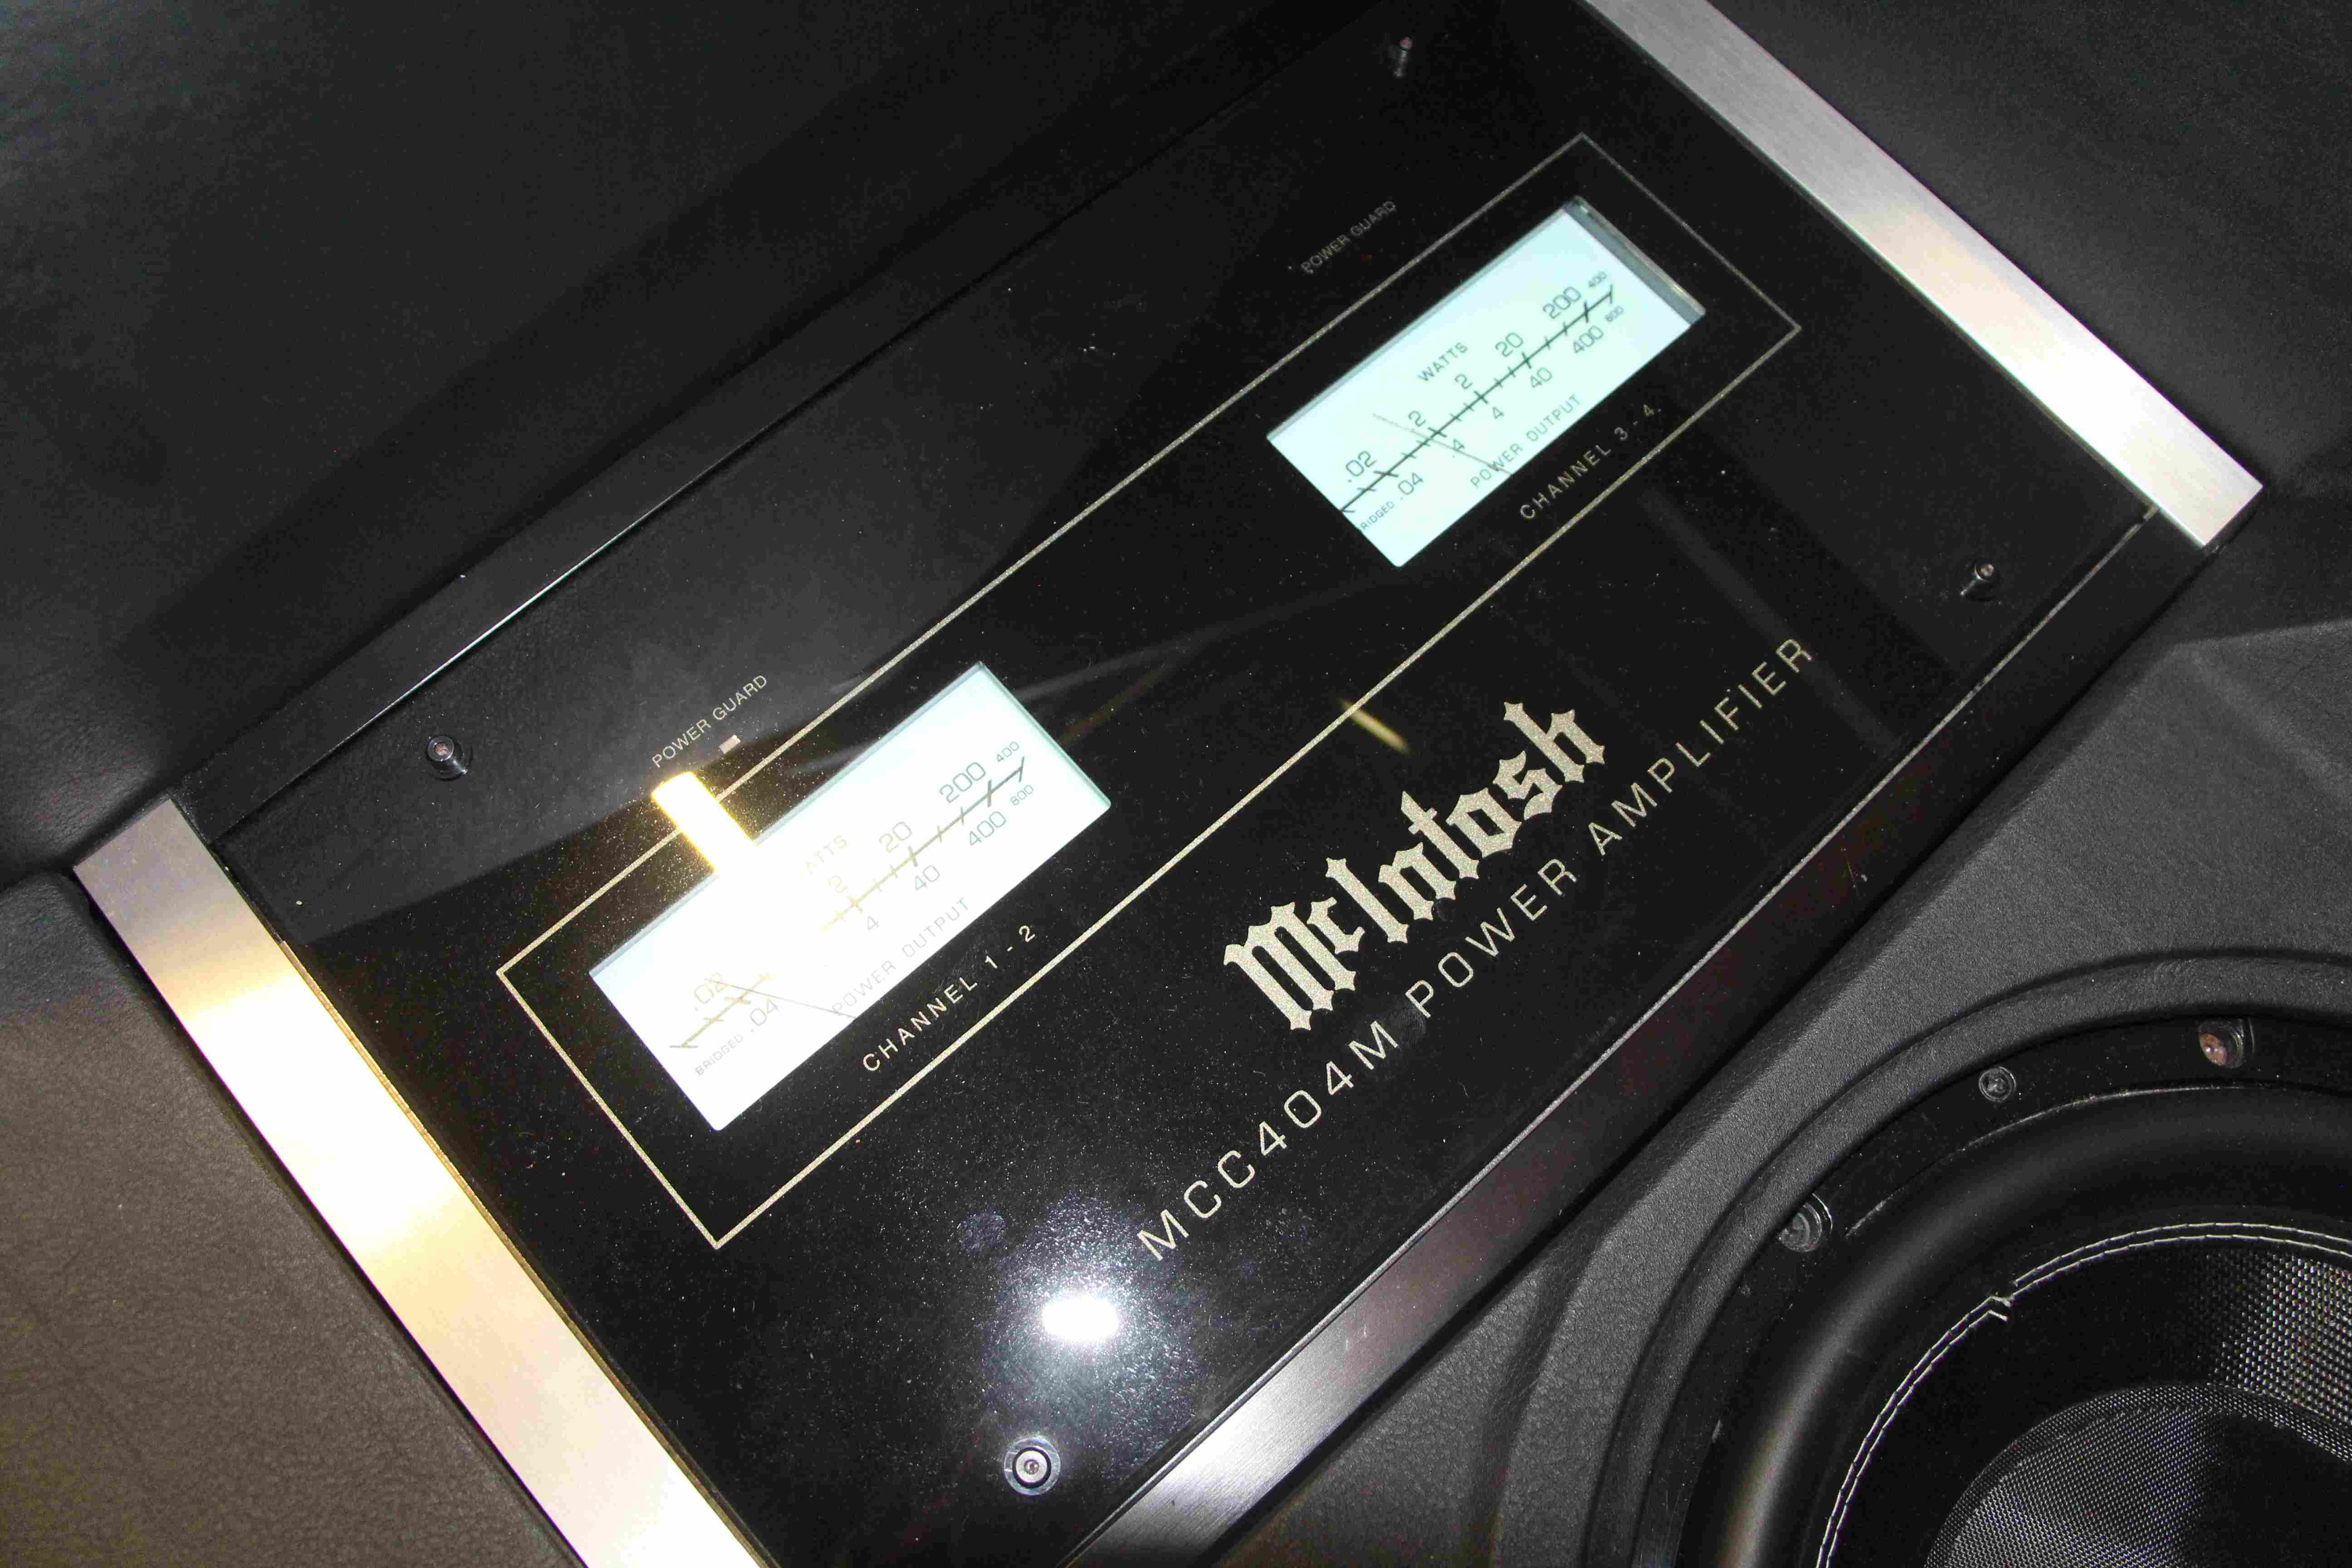 POWER GUARD
WATTS
.02 .2 2 20 200 400
.04 .4 4 40 400 800
POWER OUTPUT
CHANNEL 3 - 4
POWER GUARD
.02 2 20 200 400
BRIDGED .04 4 40 400 800
POWER OUTPUT
CHANNEL 1 - 2
McIntosh
MCC404M POWER AMPLIFIER